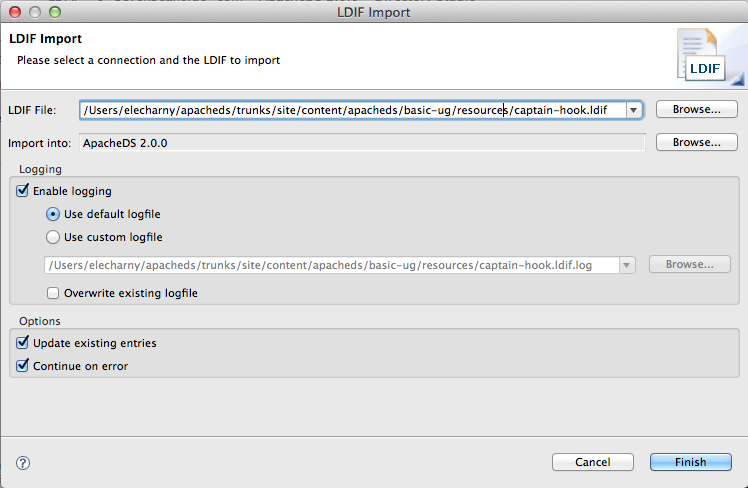 LDIF Import
LDIF Import
Please select a connection and the LDIF to import
LDIF
LDIF File: /Users/elecharny/apacheds/trunks/site/content/apacheds/basic-ug/resources/captain-hook.ldif Browse...
Import into: ApacheDS 2.0.0 Browse...
Logging
Enable logging
Use default logfile
Use custom logfile
/Users/elecharny/apacheds/trunks/site/content/apacheds/basic-ug/resources/captain-hook.ldif.log Browse...
Overwrite existing logfile
Options
Update existing entries
Continue on error
? Cancel Finish